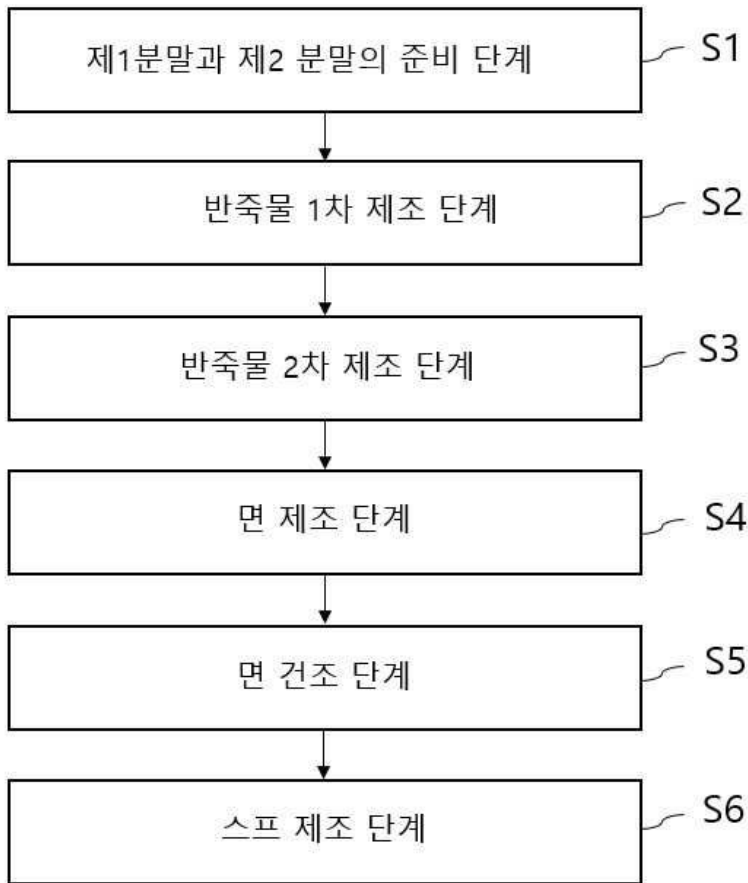 제1분말과 제2 분말의 준비 단계 S1
반죽물 1차 제조 단계 S2
반죽물 2차 제조 단계 S3
면 제조 단계 S4
면 건조 단계 S5
스프 제조 단계 S6